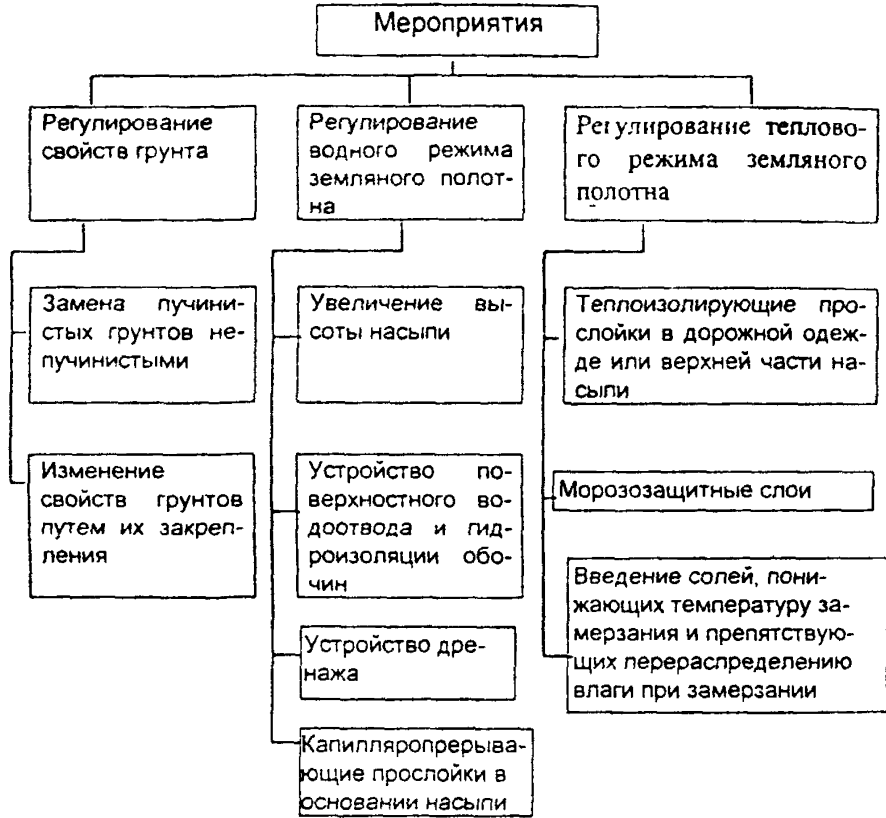 Мероприятия
Регулирование
свойств грунта
Регулирование
водного режима
земляного полот-
на
Регулирование теплово-
го режима земляного
полотна
Замена пучини-
стых грунтов не-
пучинистыми
Увеличение вы-
соты насыпи
Теплоизолирующие про-
слойки в дорожной одеж-
де или верхней части на-
сыпи
Изменение
свойств грунтов
путем их закреп-
ления
Устройство по-
верхностного во-
доотвода и гид-
роизоляции обо-
чин
Морозозащитные слои
Введение солей, пони-
жающих температуру за-
мерзания и препятствую-
щих перераспределению
влаги при замерзании
Устройство дре-
нажа
Капилляропрерыва-
ющие прослойки в
основании насыпи